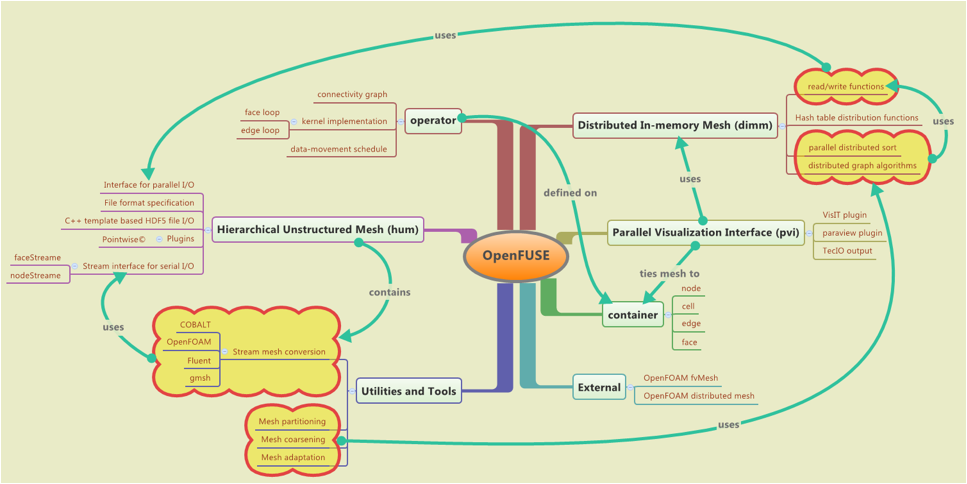 uses
read/write functions
connectivity graph
face loop
kernel implementation
edge loop
data-movement schedule
operator
Distributed In-memory Mesh (dimm)
Hash table distribution functions
uses
parallel distributed sort
distributed graph algorithms
defined on
uses
Interface for parallel I/O
File format specification
C++ template based HDF5 file I/O
Pointwise©
Plugins
Stream interface for serial I/O
faceStreame
nodeStreame
Hierarchical Unstructured Mesh (hum)
OpenFUSE
Parallel Visualization Interface (pvi)
VisIT plugin
paraview plugin
TecIO output
contains
ties mesh to
container
node
cell
edge
face
uses
COBALT
OpenFOAM
Fluent
gmsh
Stream mesh conversion
Utilities and Tools
Mesh partitioning
Mesh coarsening
Mesh adaptation
External
OpenFOAM fvMesh
OpenFOAM distributed mesh
uses